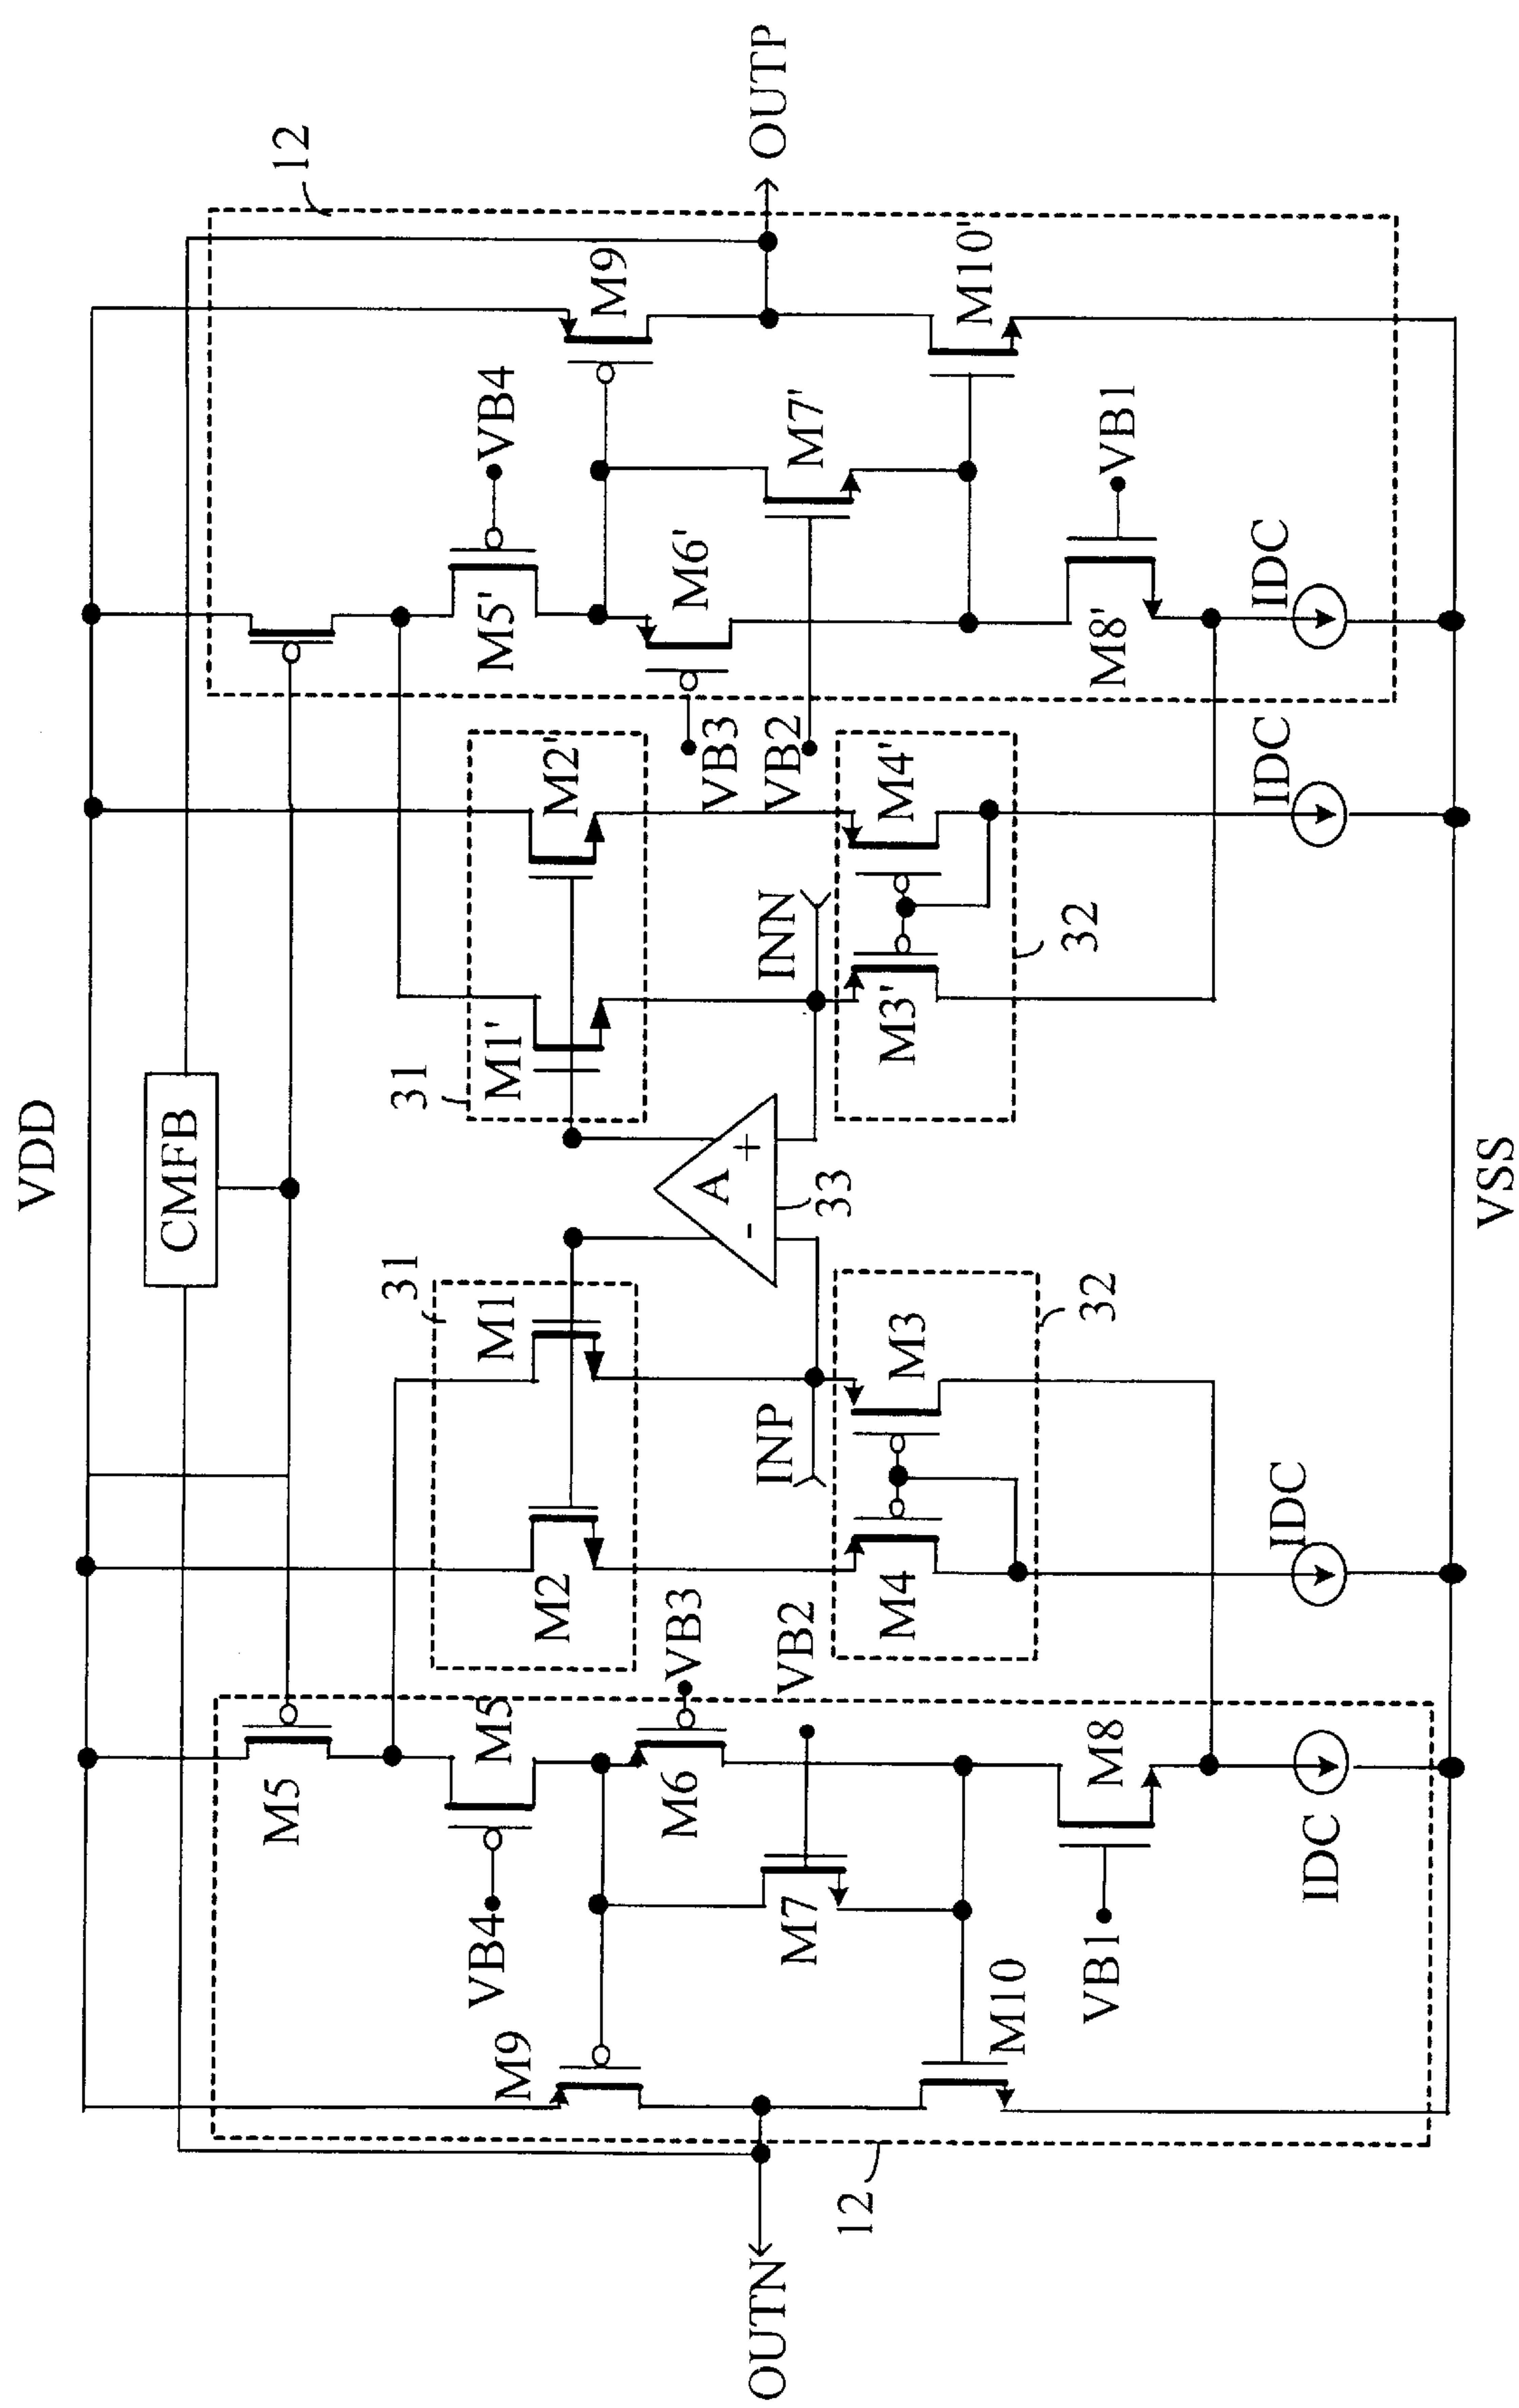 VDD
CMFB
12
M5
M5
VB4
VB4
M5'
M9
M9
M6
VB3
M6'
VB3
M7
VB2
M7'
VB2
M10
M10'
M8
VB1
M8'
VB1
IDC
IDC
31
M1
M2
31
M1'
M2'
A
-
+
33
INP
INN
M3
M4
32
M3'
M4'
32
IDC
IDC
OUTN
OUTP
12
VSS